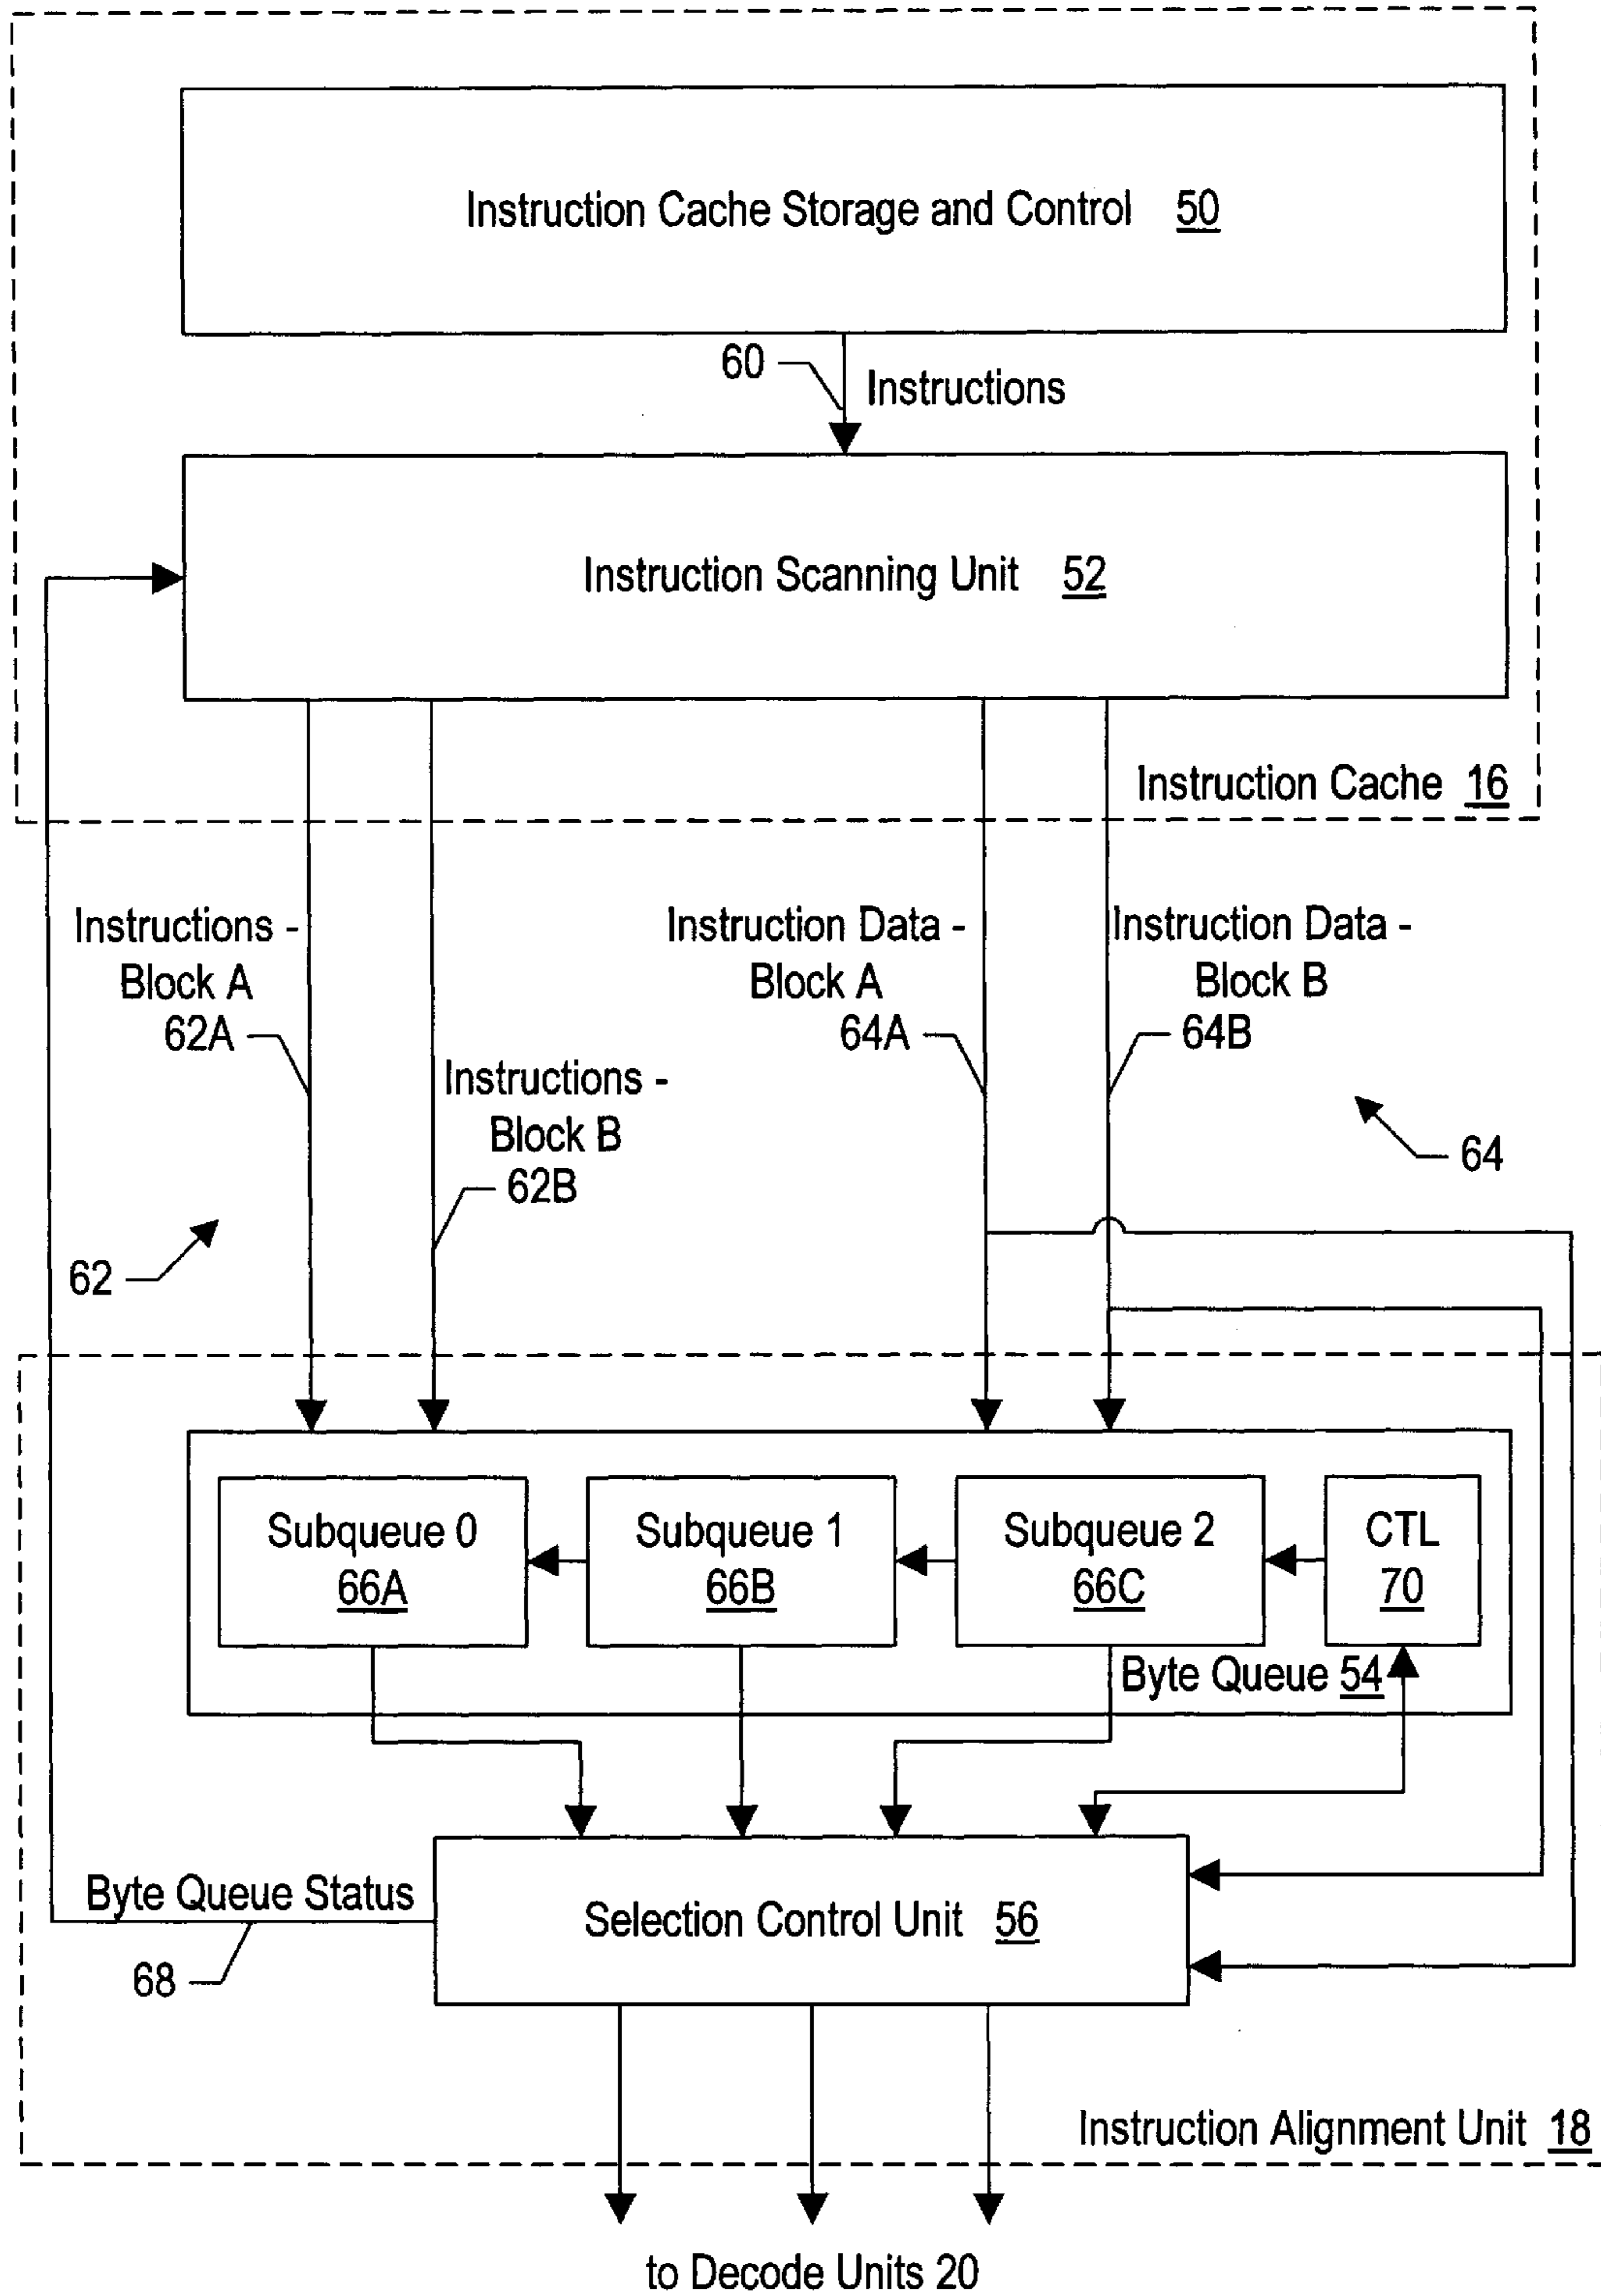 Instruction Cache Storage and Control 50
60
Instructions
Instruction Scanning Unit 52
Instruction Cache 16
Instructions -
Block A
62A
Instructions -
Block B
62B
Instruction Data -
Block A
64A
Instruction Data -
Block B
64B
64
62
Subqueue 0
66A
Subqueue 1
66B
Subqueue 2
66C
CTL
70
Byte Queue 54
Byte Queue Status
68
Selection Control Unit 56
Instruction Alignment Unit 18
to Decode Units 20